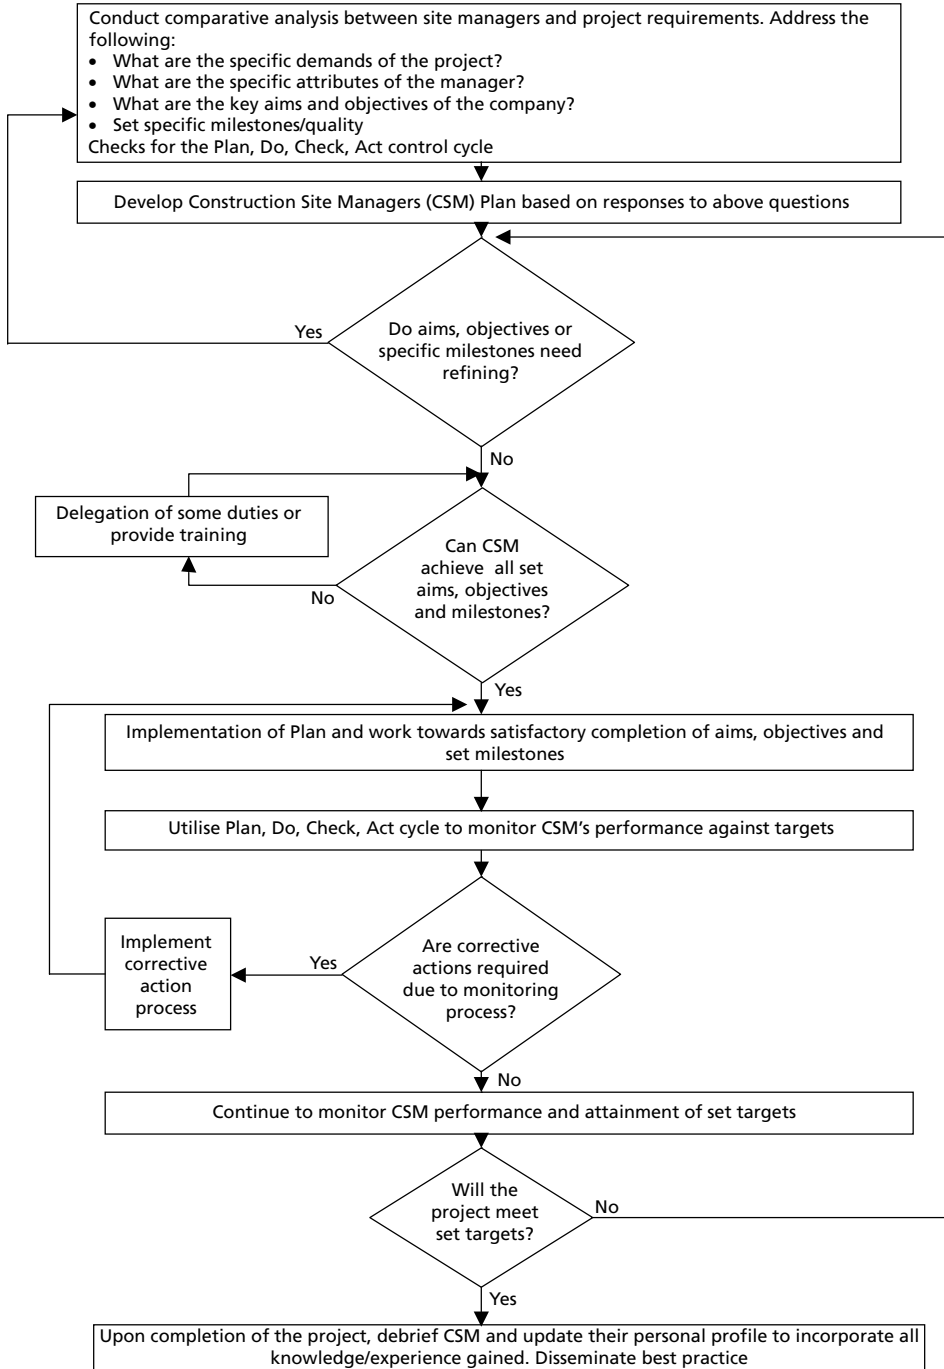 Conduct comparative analysis between site managers and project requirements. Address the
following:
• What are the specific demands of the project?
• What are the specific attributes of the manager?
• What are the key aims and objectives of the company?
• Set specific milestones/quality
Checks for the Plan, Do, Check, Act control cycle
Develop Construction Site Managers (CSM) Plan based on responses to above questions
Yes
Do aims, objectives or
specific milestones need
refining?
No
Delegation of some duties or
provide training
Can CSM
achieve all set
aims, objectives
and milestones?
No
Yes
Implementation of Plan and work towards satisfactory completion of aims, objectives and
set milestones
Utilise Plan, Do, Check, Act cycle to monitor CSM's performance against targets
Implement
corrective
action
process
Yes
Are corrective
actions required
due to monitoring
process?
No
Continue to monitor CSM performance and attainment of set targets
Will the
project meet
set targets?
No
Yes
Upon completion of the project, debrief CSM and update their personal profile to incorporate all
knowledge/experience gained. Disseminate best practice